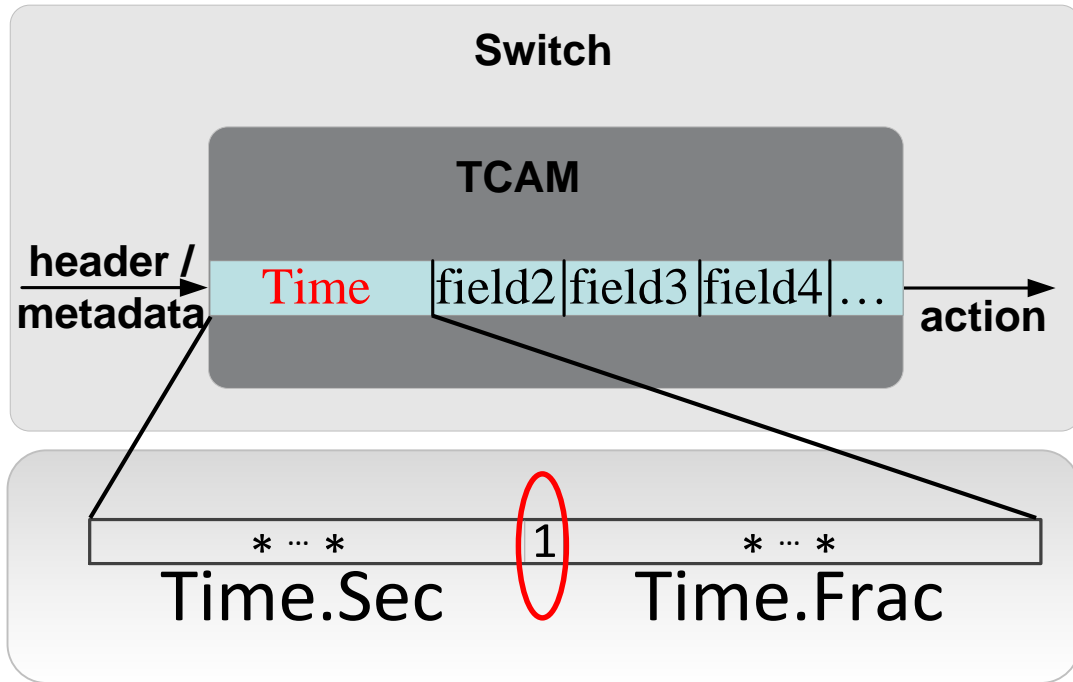 Switch
TCAM
header /
metadata
Time field2 field3 field4 ...
action
* ... * 1 * ... *
Time.Sec Time.Frac